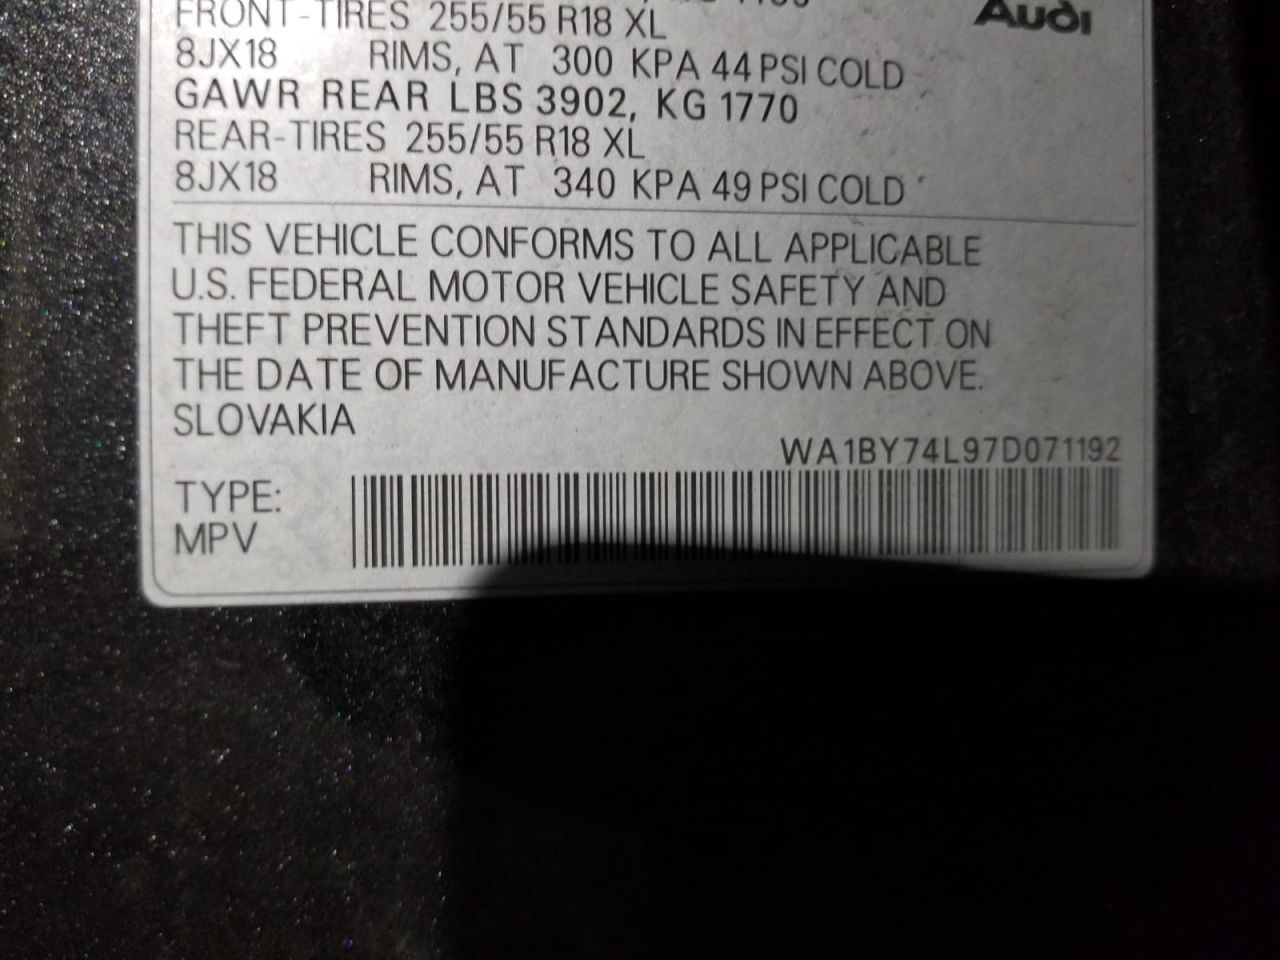 FRONT-TIRES 255/55 R18 XL
Audi
8JX18 RIMS, AT 300 KPA 44 PSI COLD
GAWR REAR LBS 3902, KG 1770
REAR-TIRES 255/55 R18 XL
8JX18 RIMS, AT 340 KPA 49 PSI COLD
THIS VEHICLE CONFORMS TO ALL APPLICABLE
U.S. FEDERAL MOTOR VEHICLE SAFETY AND
THEFT PREVENTION STANDARDS IN EFFECT ON
THE DATE OF MANUFACTURE SHOWN ABOVE.
SLOVAKIA
WA1BY74L97D071192
TYPE:
MPV